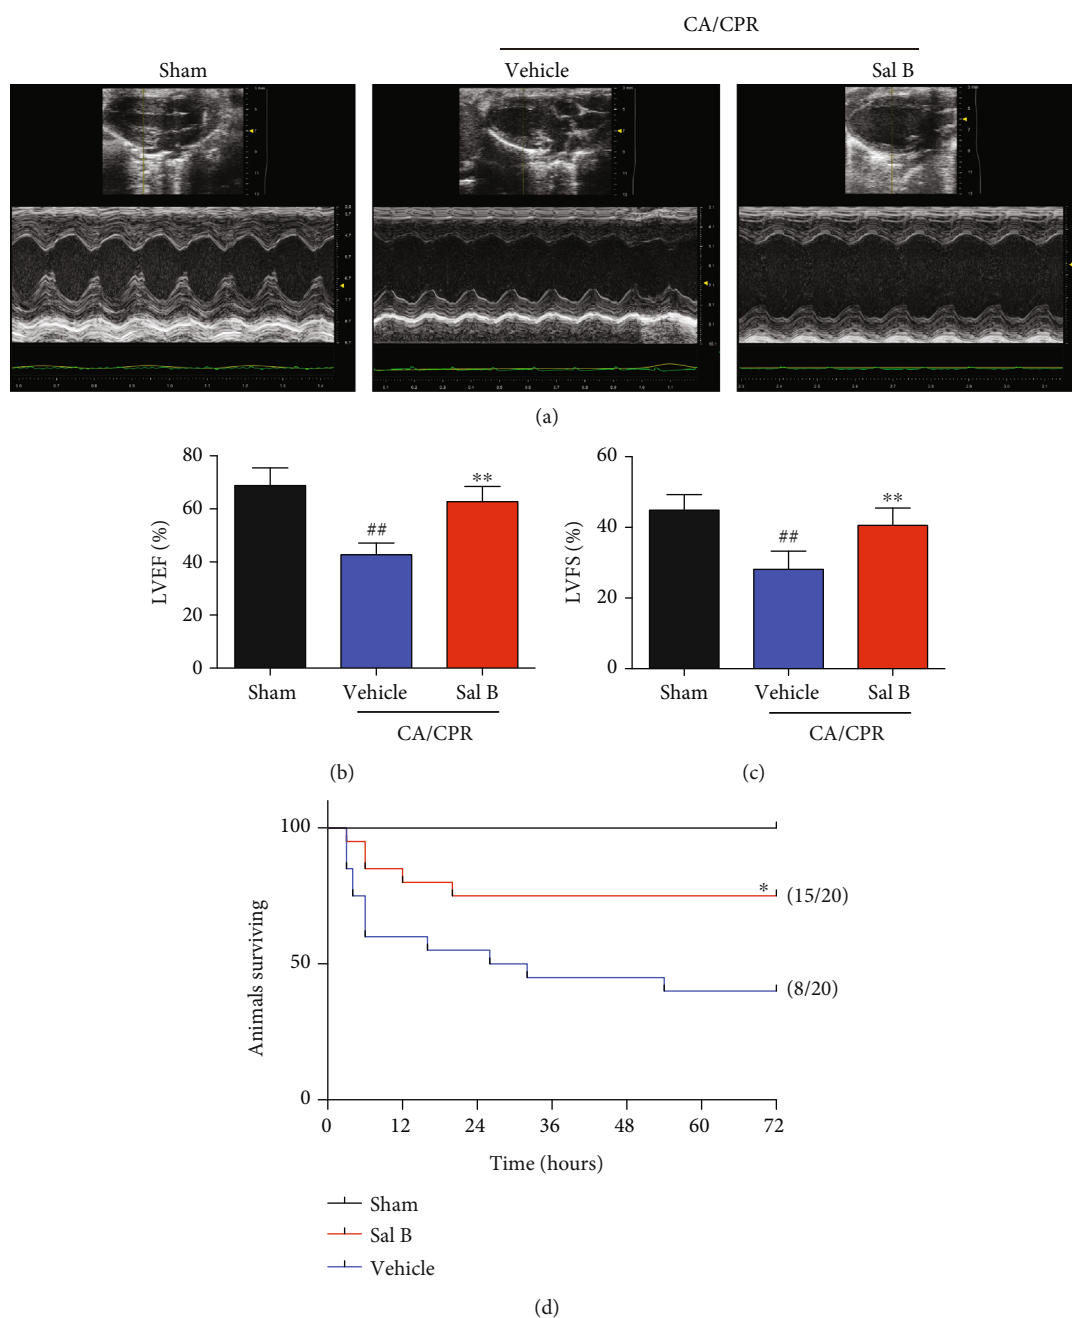 CA/CPR
Sham
Vehicle
Sal B
(a)
80
60
40
20
0
LVEF (%)
##
**
Sham
Vehicle
Sal B
CA/CPR
(b)
60
40
20
0
LVFS (%)
##
**
Sham
Vehicle
Sal B
CA/CPR
(c)
100
50
0
Animals surviving
*
(15/20)
(8/20)
0 12 24 36 48 60 72
Time (hours)
Sham
Sal B
Vehicle
(d)